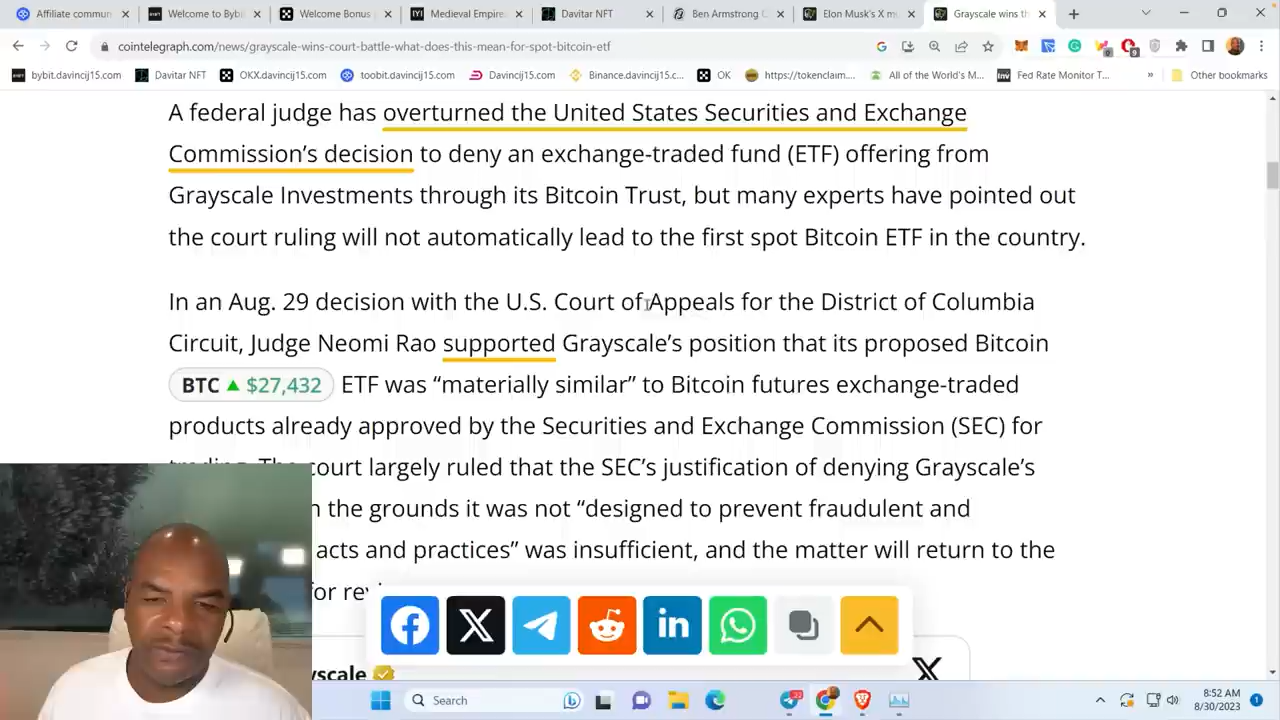 Affiliate commun
Welcome to Bybi
Welcome Bonus
Medieval Empire
Davitar NFT
Ben Armstrong C
Elon Musk's X m
Grayscale wins th
cointelegraph.com/news/grayscale-wins-court-battle-what-does-this-mean-for-spot-bitcoin-etf
bybit.davincij15.com
Davitar NFT
OKX.davincij15.com
toobit.davincij15.com
Davincij15.com
Binance.davincij15.c...
OK
https://tokenclaim....
All of the World's M...
Fed Rate Monitor T...
»
Other bookmarks
A federal judge has overturned the United States Securities and Exchange
Commission's decision to deny an exchange-traded fund (ETF) offering from
Grayscale Investments through its Bitcoin Trust, but many experts have pointed out
the court ruling will not automatically lead to the first spot Bitcoin ETF in the country.
In an Aug. 29 decision with the U.S. Court of Appeals for the District of Columbia
Circuit, Judge Neomi Rao supported Grayscale's position that its proposed Bitcoin
BTC ▲ $27,432 ETF was “materially similar” to Bitcoin futures exchange-traded
products already approved by the Securities and Exchange Commission (SEC) for
court largely ruled that the SEC's justification of denying Grayscale's
the grounds it was not “designed to prevent fraudulent and
acts and practices” was insufficient, and the matter will return to the
for
Search
8:52 AM
8/30/2023